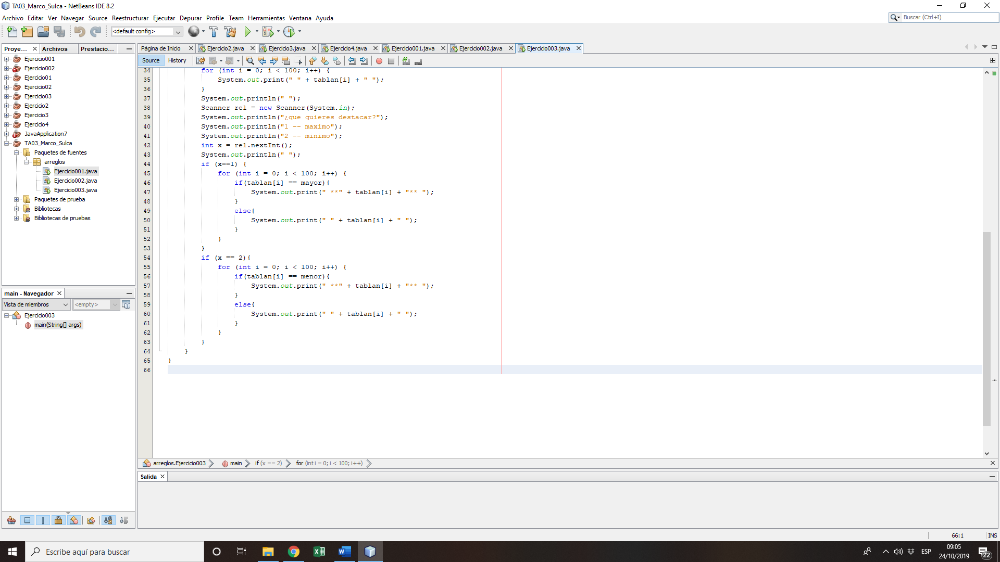 TA03_Marco_Sulca - NetBeans IDE 8.2
Archivo Editar Ver Navegar Source Reestructurar Ejecutar Depurar Profile Team Herramientas Ventana Ayuda
Buscar (Ctrl+I)
<default config>
Proye... Archivos Prestacio...
Ejercicio001
Ejercicio002
Ejercicio01
Ejercicio02
Ejercicio03
Ejercicio2
Ejercicio3
Ejercicio4
JavaApplication7
TA03_Marco_Sulca
Paquetes de fuentes
arreglos
Ejercicio001.java
Ejercicio002.java
Ejercicio003.java
Paquetes de prueba
Bibliotecas
Bibliotecas de pruebas
main - Navegador
Vista de miembros <empty>
Ejercicio003
main(String[] args)
Página de Inicio Ejercicio2.java Ejercicio3.java Ejercicio4.java Ejercicio001.java Ejercicio002.java Ejercicio003.java
Source History
34 for (int i = 0; i < 100; i++) {
35 System.out.print(" " + tablan[i] + " ");
36 }
37 System.out.println(" ");
38 Scanner re1 = new Scanner(System.in);
39 System.out.println("¿que quieres destacar?");
40 System.out.println("1 -- maximo");
41 System.out.println("2 -- minimo");
42 int x = re1.nextInt();
43 System.out.println(" ");
44 if (x==1) {
45 for (int i = 0; i < 100; i++) {
46 if(tablan[i] == mayor){
47 System.out.print(" **" + tablan[i] + "** ");
48 }
49 else{
50 System.out.print(" " + tablan[i] + " ");
51 }
52 }
53 }
54 if (x == 2){
55 for (int i = 0; i < 100; i++) {
56 if(tablan[i] == menor){
57 System.out.print(" **" + tablan[i] + "** ");
58 }
59 else{
60 System.out.print(" " + tablan[i] + " ");
61 }
62 }
63 }
64 }
65 }
66
arreglos.Ejercicio003 main if (x == 2) for (int i = 0; i < 100; i++)
Salida
66:1 INS
Escribe aquí para buscar
ESP
09:05
24/10/2019
22